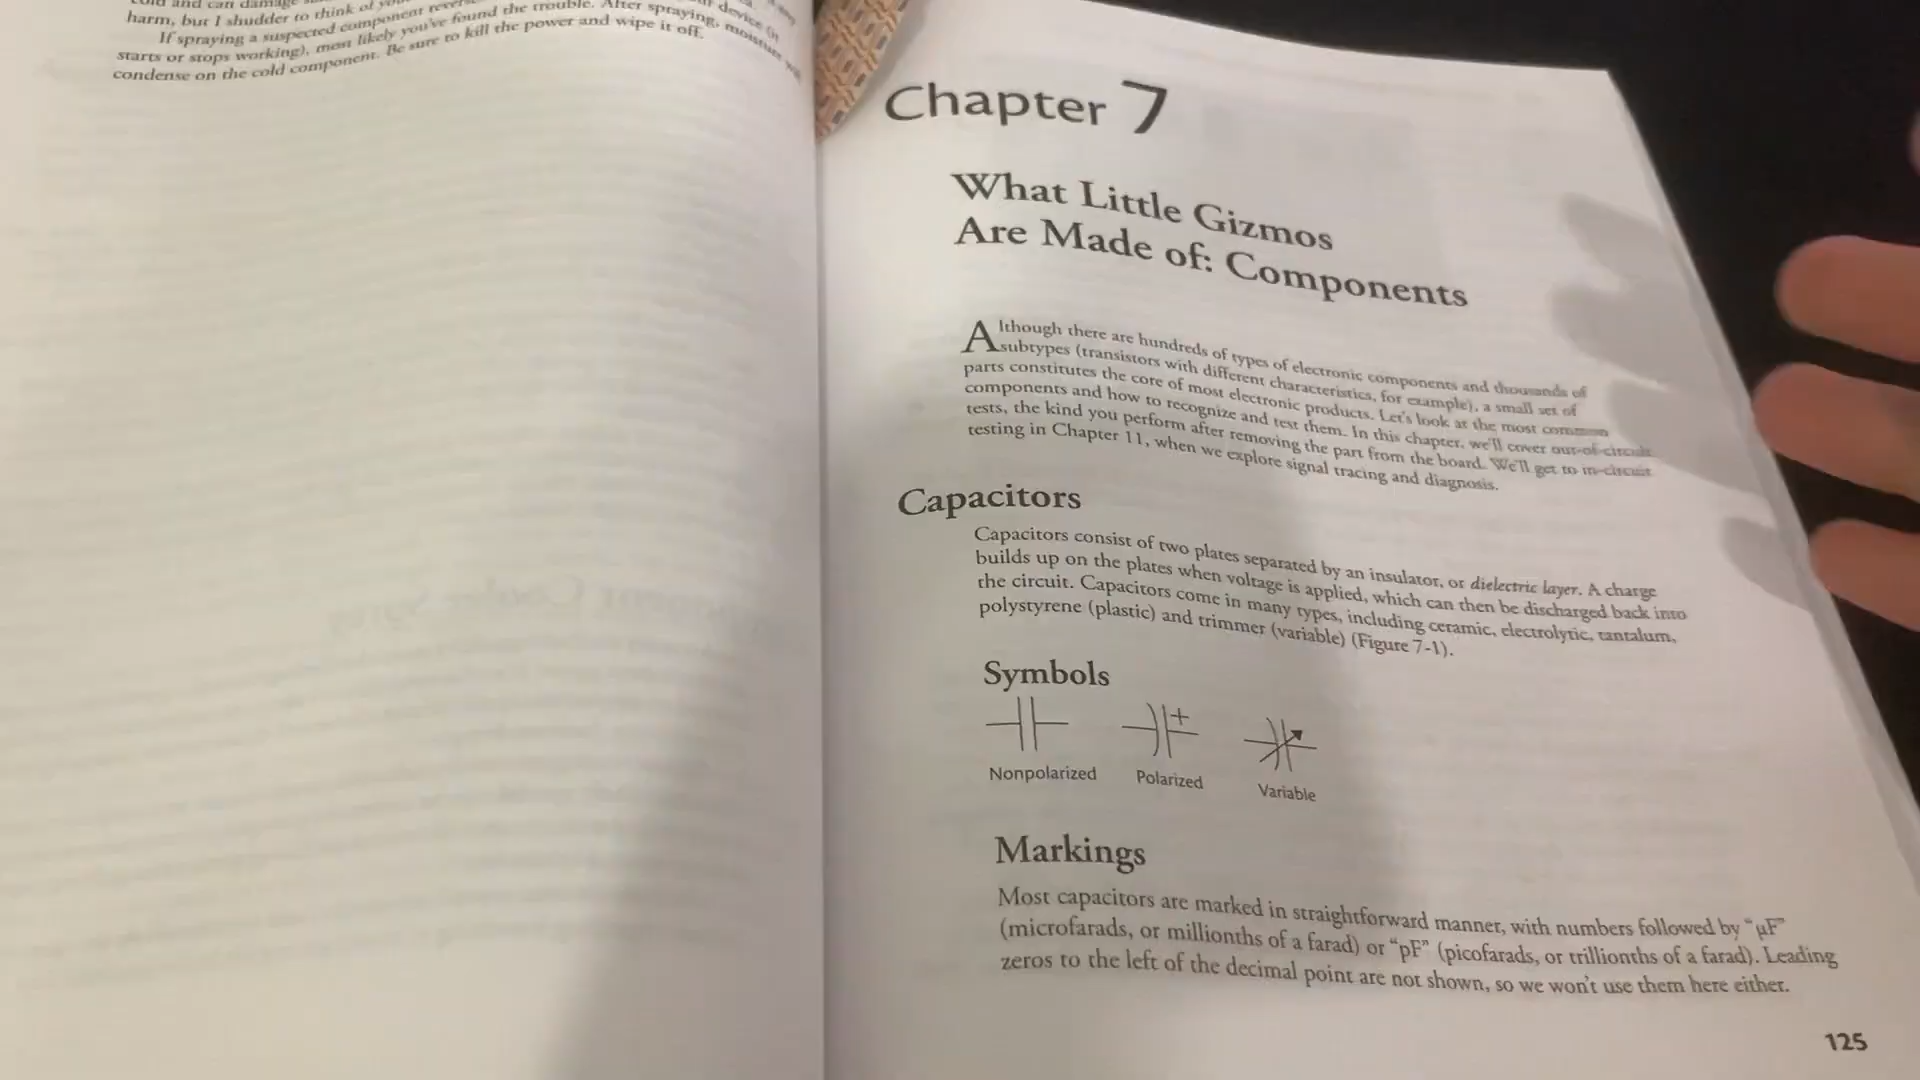 cold and can damage
harm, but I shudder to think of
device (it
If spraying a suspected component
starts or stops working), most likely you've found the trouble. After spraying, moisture will
condense on the cold component. Be sure to kill the power and wipe it off.
Chapter 7
What Little Gizmos
Are Made of: Components
Although there are hundreds of types of electronic components and thousands of
subtypes (transistors with different characteristics, for example), a small set of
parts constitutes the core of most electronic products. Let's look at the most common
components and how to recognize and test them. In this chapter, we'll cover out-of-circuit
tests, the kind you perform after removing the part from the board. We'll get to in-circuit
testing in Chapter 11, when we explore signal tracing and diagnosis.
Capacitors
Capacitors consist of two plates separated by an insulator, or dielectric layer. A charge
builds up on the plates when voltage is applied, which can then be discharged back into
the circuit. Capacitors come in many types, including ceramic, electrolytic, tantalum,
polystyrene (plastic) and trimmer (variable) (Figure 7-1).
Symbols
+
Nonpolarized Polarized Variable
Markings
Most capacitors are marked in straightforward manner, with numbers followed by "µF"
(microfarads, or millionths of a farad) or "pF" (picofarads, or trillionths of a farad). Leading
zeros to the left of the decimal point are not shown, so we won't use them here either.
125